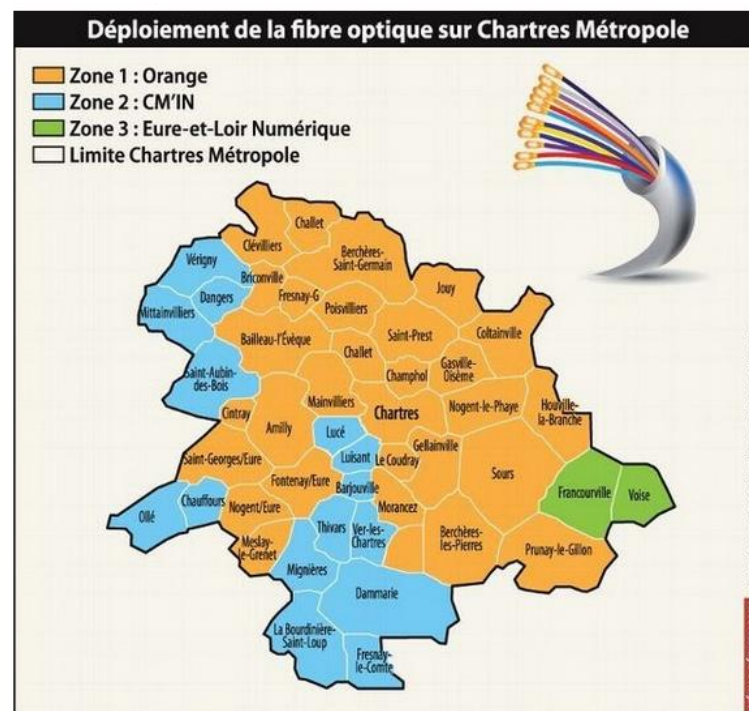 Déploiement de la fibre optique sur Chartres Métropole
Zone 1 : Orange
Zone 2 : CM'IN
Zone 3 : Eure-et-Loir Numérique
Limite Chartres Métropole
Challet
Clévilliers
Berchères-
Saint-Germain
Vérigny
Briconville
Jouy
Dangers
Fresnay-G
Mittainvilliers
Poisvilliers
Saint-Prest
Coltainville
Bailleau-l'Évèque
Challet
Gasville-
Oisème
Saint-Aubin-
des-Bois
Champhol
Mainvilliers
Nogent-le-Phaye
Houville-
la-Branche
Cintray
Chartres
Amilly
Lucé
Gellainville
Saint-Georges/Eure
Luisant
Le Coudray
Sours
Fontenay/Eure
Barjouville
Francourville
Voise
Chauffours
Nogent/Eure
Morancez
Ollé
Thivars
Ver-les-
Chartres
Berchères-
les-Pierres
Meslay-
le-Grenet
Prunay-le-Gillon
Mignières
Dammarie
La Bourdinière-
Saint-Loup
Fresnay-
le-Comte